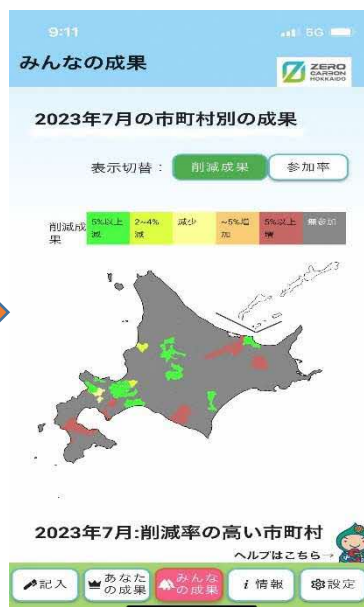 9:11
5G
みんなの成果
ZERO
CARBON
HOKKAIDO
2023年7月の市町村別の成果
表示切替：
削減成果
参加率
削減成果
5%以上減
2~4%減
減少
~5%増加
5%以上増
無参加
2023年7月:削減率の高い市町村
ヘルプはこちら→
記入
あなたの成果
みんなの成果
i 情報
設定